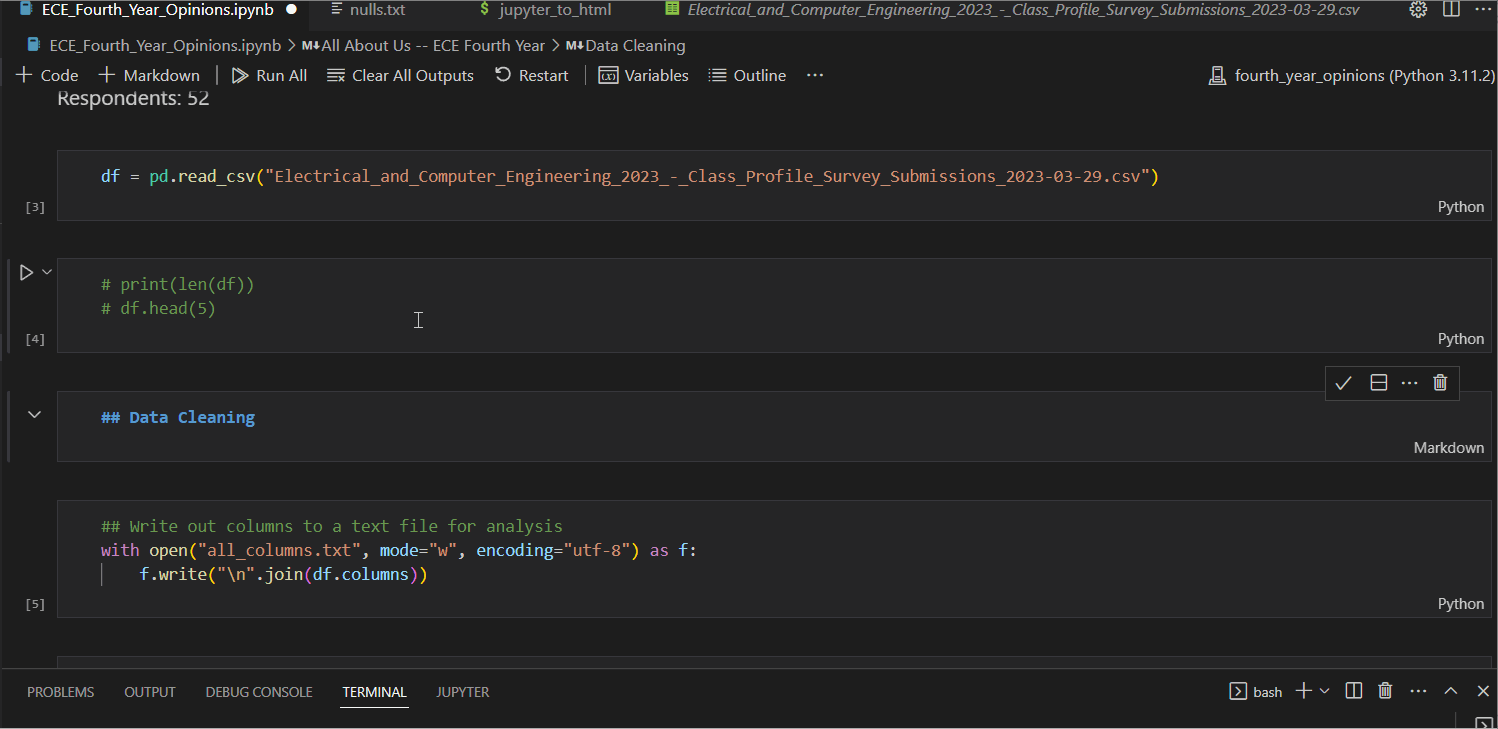 ECE_Fourth_Year_Opinions.ipynb nulls.txt $ jupyter_to_html Electrical_and_Computer_Engineering_2023_-_Class_Profile_Survey_Submissions_2023-03-29.csv
ECE_Fourth_Year_Opinions.ipynb > M↓All About Us -- ECE Fourth Year > M↓Data Cleaning
+ Code + Markdown | Run All Clear All Outputs Restart | Variables Outline ··· fourth_year_opinions (Python 3.11.2)
Respondents: 52
df = pd.read_csv("Electrical_and_Computer_Engineering_2023_-_Class_Profile_Survey_Submissions_2023-03-29.csv")
[3] Python
# print(len(df))
# df.head(5)
[4] Python
## Data Cleaning
Markdown
## Write out columns to a text file for analysis
with open("all_columns.txt", mode="w", encoding="utf-8") as f:
    f.write("\n".join(df.columns))
[5] Python
PROBLEMS OUTPUT DEBUG CONSOLE TERMINAL JUPYTER bash